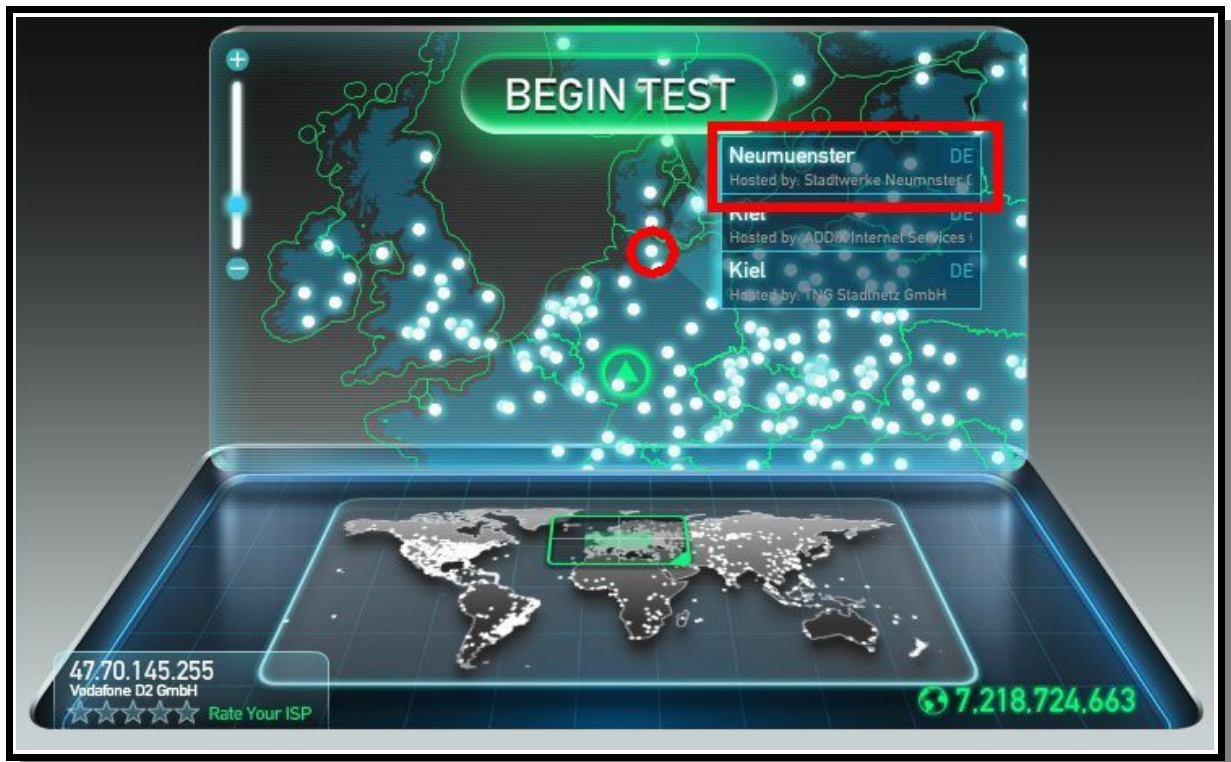 BEGIN TEST
Neumuenster DE
Hosted by: Stadtwerke Neumnster G
Kiel DE
Hosted by: ADDIX Internet Services
Kiel DE
Hosted by: TNG Stadtnetz GmbH
47.70.145.255
Vodafone D2 GmbH
Rate Your ISP
7,218,724,663